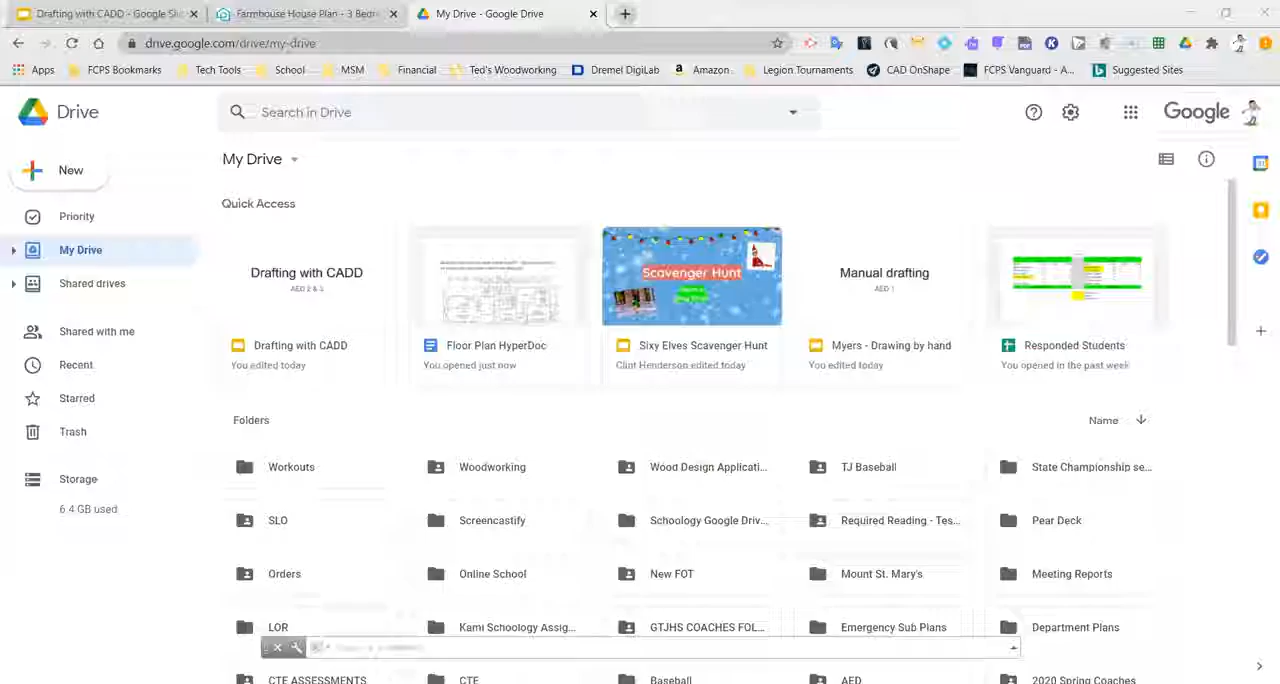 Drafting with CADD - Google Slid
Farmhouse House Plan - 3 Bedr
My Drive - Google Drive
drive.google.com/drive/my-drive
Apps FCPS Bookmarks Tech Tools School MSM Financial Ted's Woodworking Dremel DigiLab Amazon Legion Tournaments CAD OnShape FCPS Vanguard - A... Suggested Sites
Drive
Search in Drive
Google
New
Priority
My Drive
Shared drives
Shared with me
Recent
Starred
Trash
Storage
6.4 GB used
My Drive
Quick Access
Drafting with CADD
AED 2 & 3
Scavenger Hunt
Manual drafting
AED 1
Drafting with CADD
You edited today
Floor Plan HyperDoc
You opened just now
Sixy Elves Scavenger Hunt
Clint Henderson edited today
Myers - Drawing by hand
You edited today
Responded Students
You opened in the past week
Folders
Name
Workouts Woodworking Wood Design Applicati... TJ Baseball State Championship se...
SLO Screencastify Schoology Google Driv... Required Reading - Tes... Pear Deck
Orders Online School New FOT Mount St. Mary's Meeting Reports
LOR Kami Schoology Assig... GTJHS COACHES FOL... Emergency Sub Plans Department Plans
CTE ASSESSMENTS CTE Baseball AED 2020 Spring Coaches